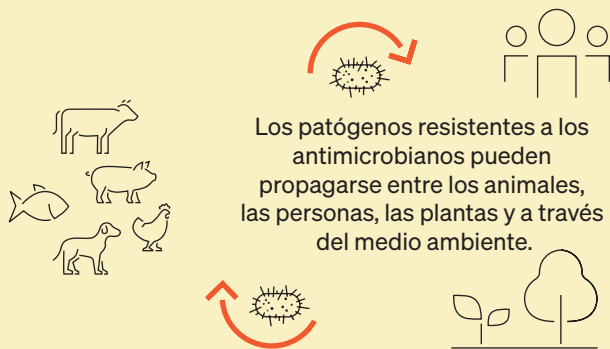 Los patógenos resistentes a los
antimicrobianos pueden
propagarse entre los animales,
las personas, las plantas y a través
del medio ambiente.